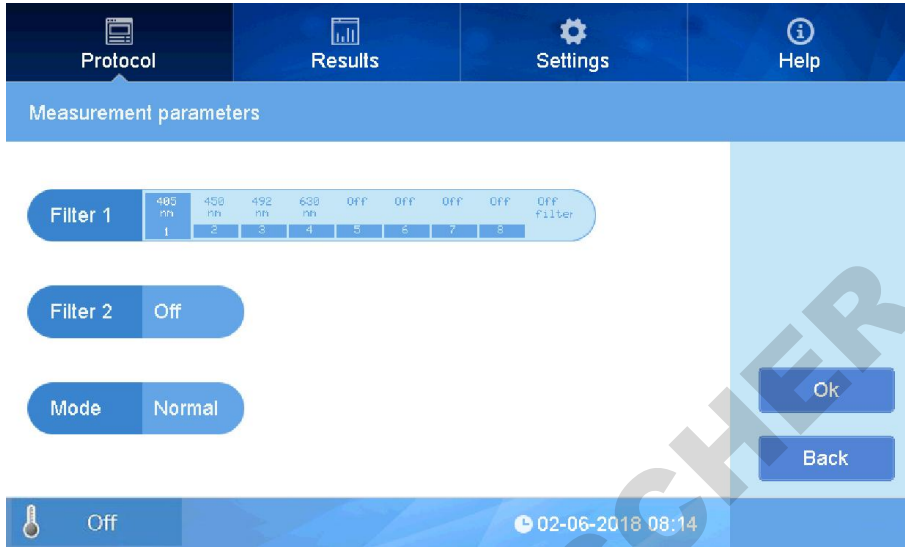 Protocol
Results
Settings
Help
Measurement parameters
Filter 1
405 450 492 630 Off Off Off Off Off
nm nm nm nm filter
1 2 3 4 5 6 7 8
Filter 2 Off
Mode Normal
Ok
Back
Off
02-06-2018 08:14
SCHER